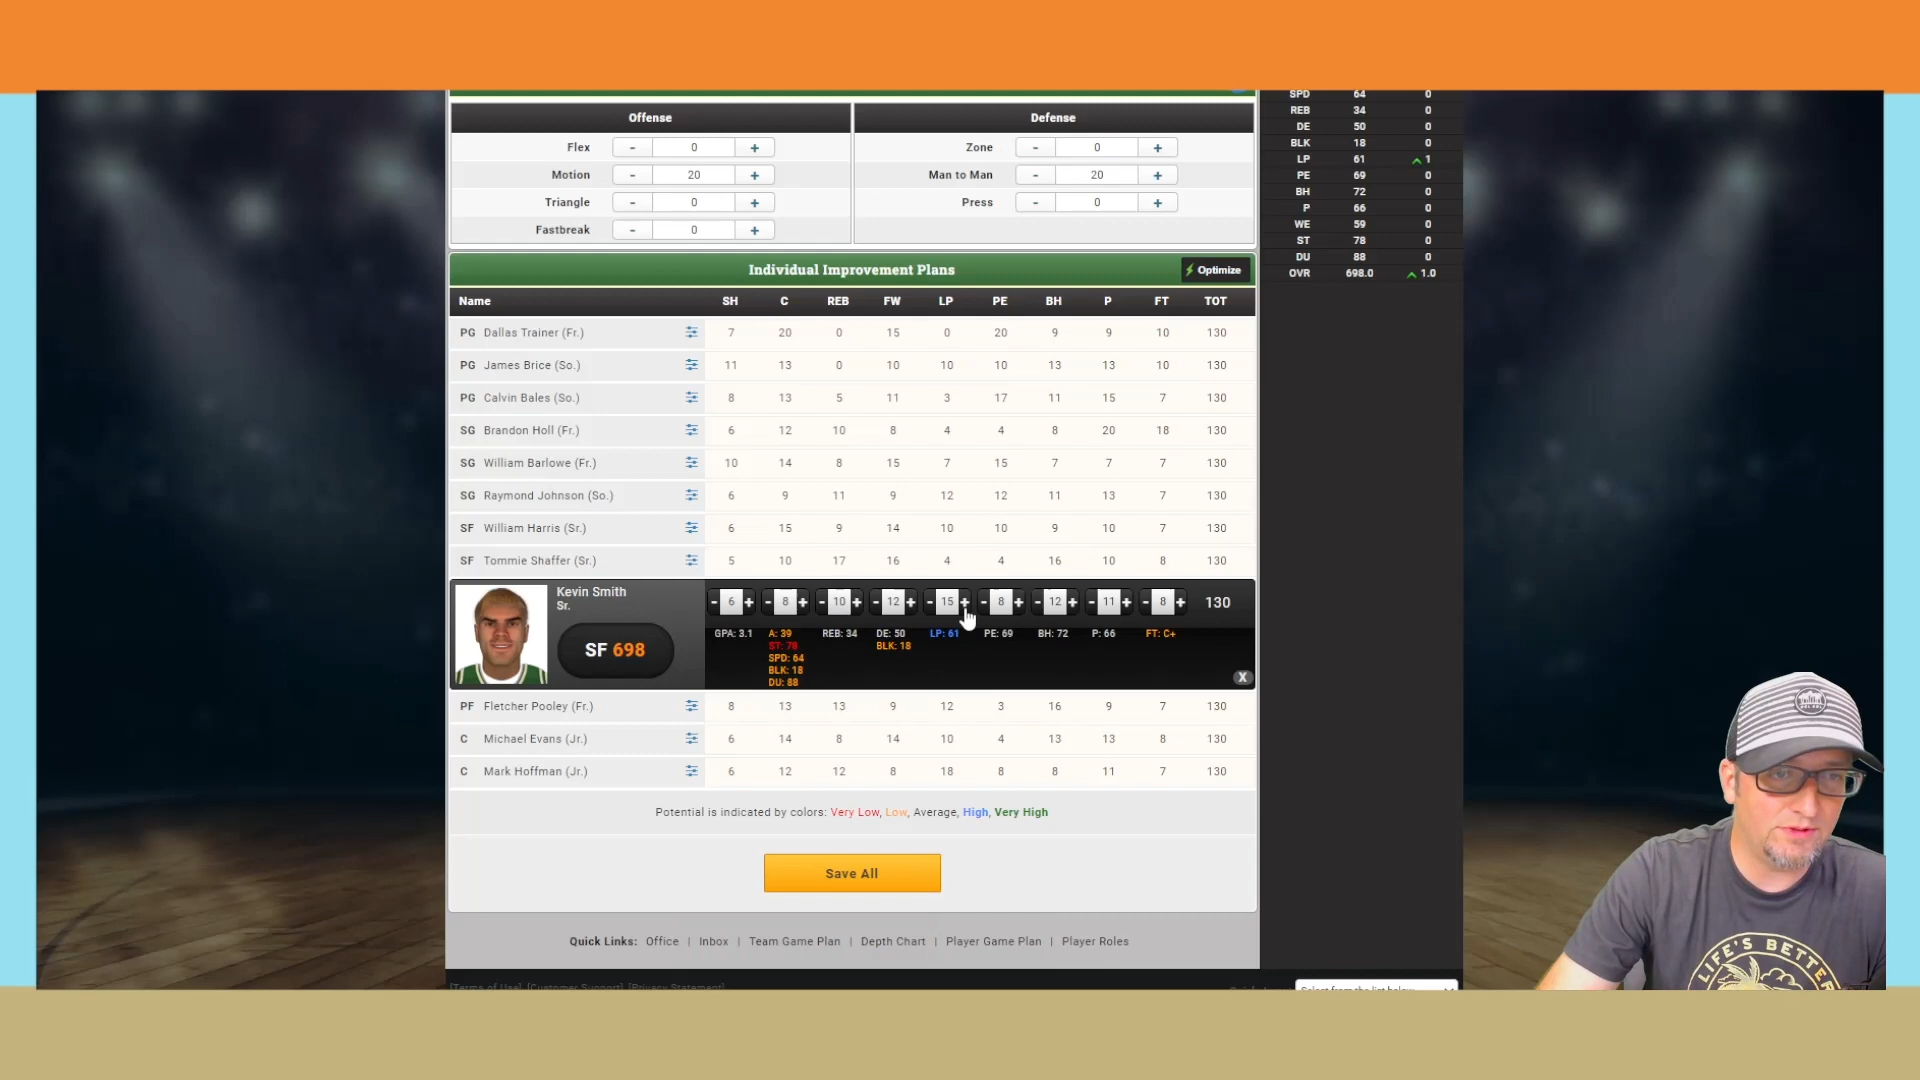 Offense Defense
Flex - 0 + Zone - 0 +
Motion - 20 + Man to Man - 20 +
Triangle - 0 + Press - 0 +
Fastbreak - 0 +
SPD 64 0
REB 34 0
DE 50 0
BLK 18 0
LP 61 1
PE 69 0
BH 72 0
P 66 0
WE 59 0
ST 78 0
DU 88 0
OVR 698.0 1.0
Individual Improvement Plans Optimize
Name SH C REB FW LP PE BH P FT TOT
PG Dallas Trainer (Fr.) 7 20 0 15 0 20 9 9 10 130
PG James Brice (So.) 11 13 0 10 10 10 13 13 10 130
PG Calvin Bales (So.) 8 13 5 11 3 17 11 15 7 130
SG Brandon Holl (Fr.) 6 12 10 8 4 4 8 20 18 130
SG William Barlowe (Fr.) 10 14 8 15 7 15 7 7 7 130
SG Raymond Johnson (So.) 6 9 11 9 12 12 11 13 7 130
SF William Harris (Sr.) 6 15 9 14 10 10 9 10 7 130
SF Tommie Shaffer (Sr.) 5 10 17 16 4 4 16 10 8 130
Kevin Smith
Sr.
SF 698
- 6 + - 8 + - 10 + - 12 + - 15 + - 8 + - 12 + - 11 + - 8 + 130
GPA: 3.1 A: 39 REB: 34 DE: 50 LP: 61 PE: 69 BH: 72 P: 66 FT: C+
ST: 78 BLK: 18
SPD: 64
BLK: 18
DU: 88
X
PF Fletcher Pooley (Fr.) 8 13 13 9 12 3 16 9 7 130
C Michael Evans (Jr.) 6 14 8 14 10 4 13 13 8 130
C Mark Hoffman (Jr.) 6 12 12 8 18 8 8 11 7 130
Potential is indicated by colors: Very Low, Low, Average, High, Very High
Save All
Quick Links: Office | Inbox | Team Game Plan | Depth Chart | Player Game Plan | Player Roles
[Terms of Use] [Customer Support] [Privacy Statement]
Select from the list below
LIFE'S BETTER